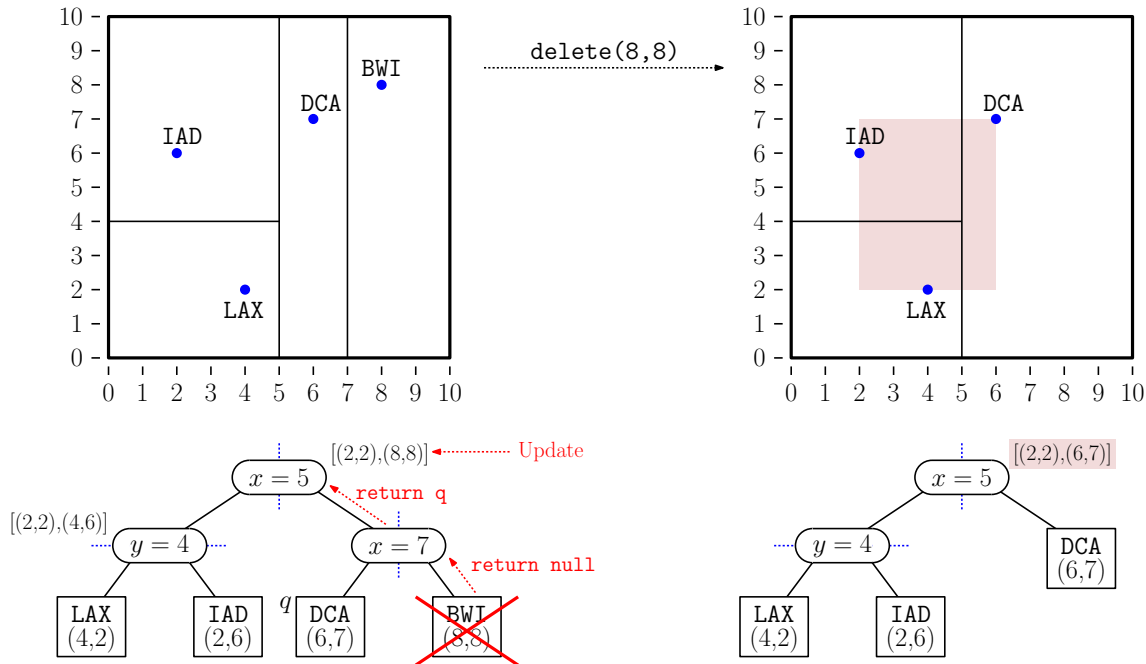 10
9
8
7
6
5
4
3
2
1
0
0 1 2 3 4 5 6 7 8 9 10
IAD
DCA
BWI
LAX
delete(8,8)
10
9
8
7
6
5
4
3
2
1
0
0 1 2 3 4 5 6 7 8 9 10
IAD
DCA
LAX
[(2,2),(8,8)]
Update
x = 5
return q
[(2,2),(4,6)]
y = 4
x = 7
return null
LAX
(4,2)
IAD
(2,6)
q
DCA
(6,7)
BWI
(8,8)
[(2,2),(6,7)]
x = 5
y = 4
DCA
(6,7)
LAX
(4,2)
IAD
(2,6)